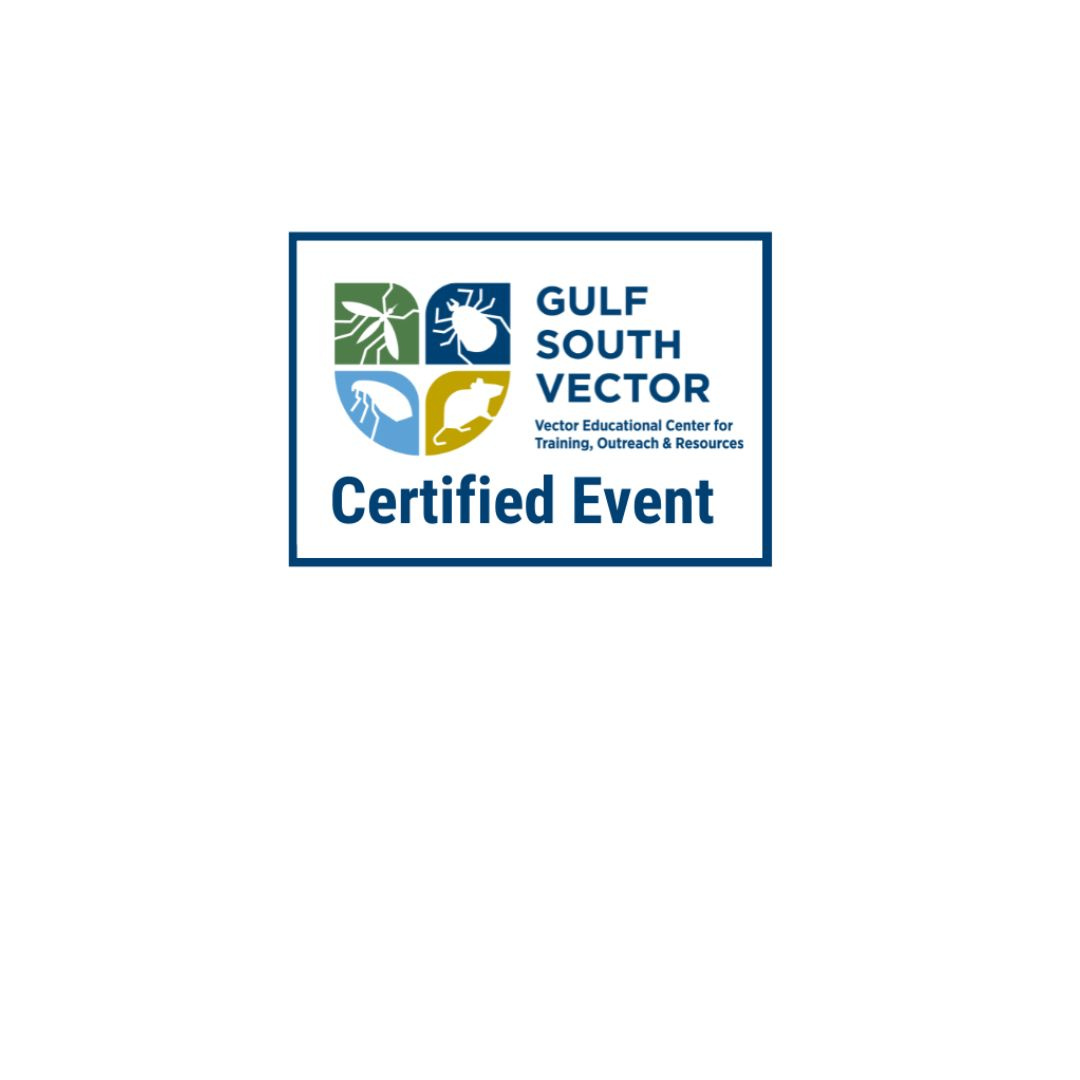 GULF
SOUTH
VECTOR
Vector Educational Center for
Training, Outreach & Resources
Certified Event